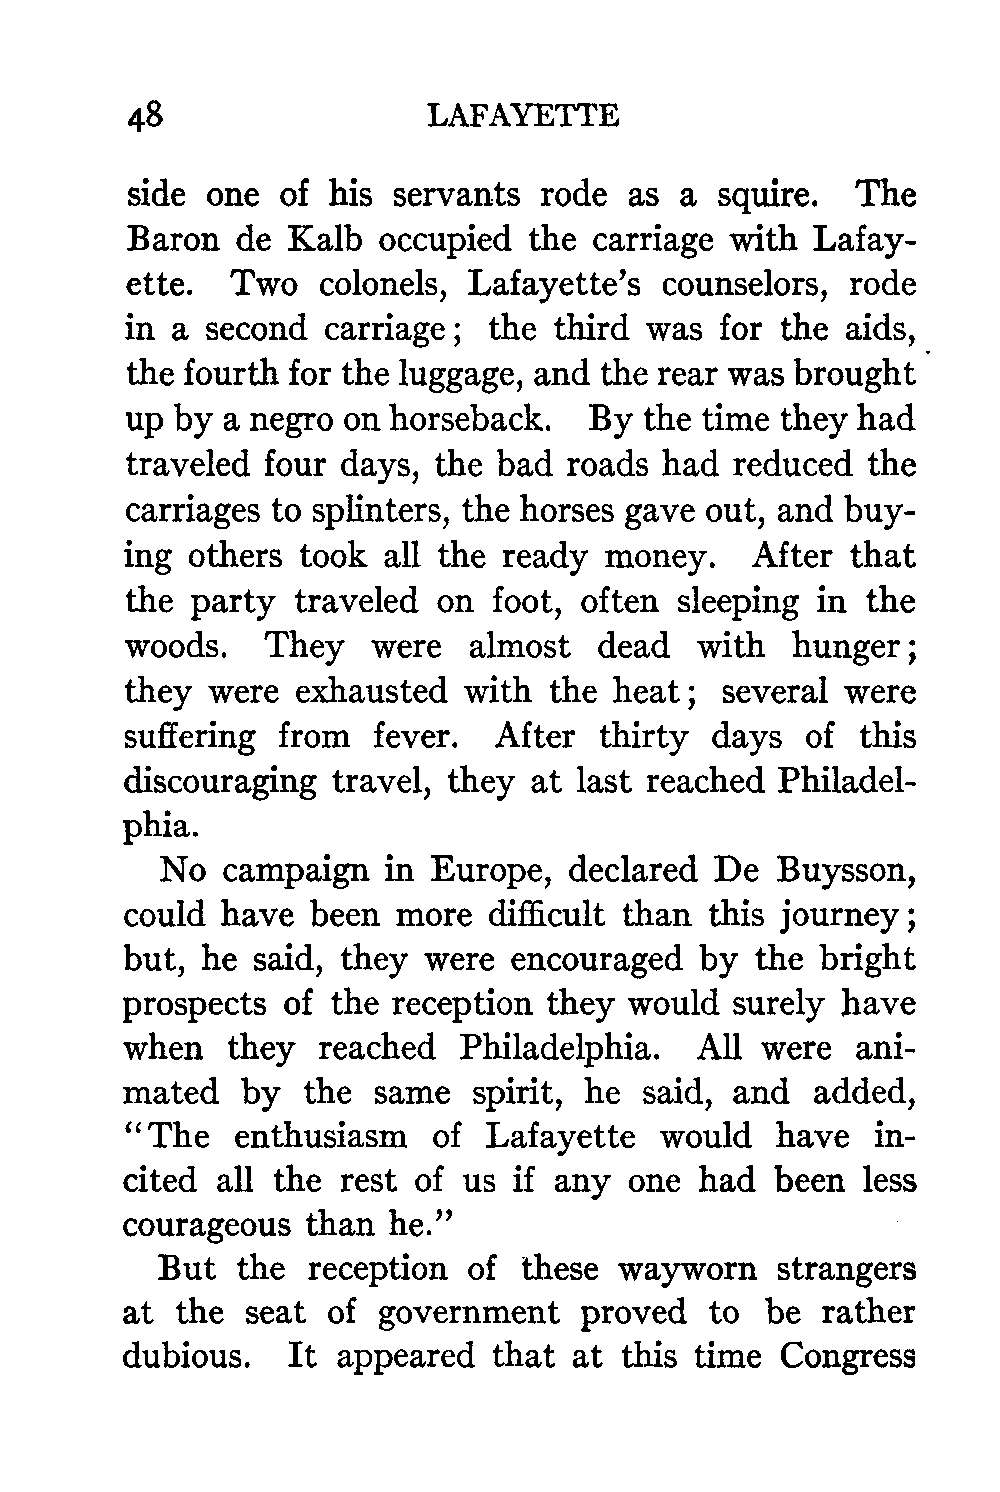 48 LAFAYETTE
side one of his servants rode as a squire. The
Baron de Kalb occupied the carriage with Lafay-
ette. Two colonels, Lafayette's counselors, rode
in a second carriage; the third was for the aids,
the fourth for the luggage, and the rear was brought
up by a negro on horseback. By the time they had
traveled four days, the bad roads had reduced the
carriages to splinters, the horses gave out, and buy-
ing others took all the ready money. After that
the party traveled on foot, often sleeping in the
woods. They were almost dead with hunger;
they were exhausted with the heat; several were
suffering from fever. After thirty days of this
discouraging travel, they at last reached Philadel-
phia.
No campaign in Europe, declared De Buysson,
could have been more difficult than this journey;
but, he said, they were encouraged by the bright
prospects of the reception they would surely have
when they reached Philadelphia. All were ani-
mated by the same spirit, he said, and added,
"The enthusiasm of Lafayette would have in-
cited all the rest of us if any one had been less
courageous than he."
But the reception of these wayworn strangers
at the seat of government proved to be rather
dubious. It appeared that at this time Congress